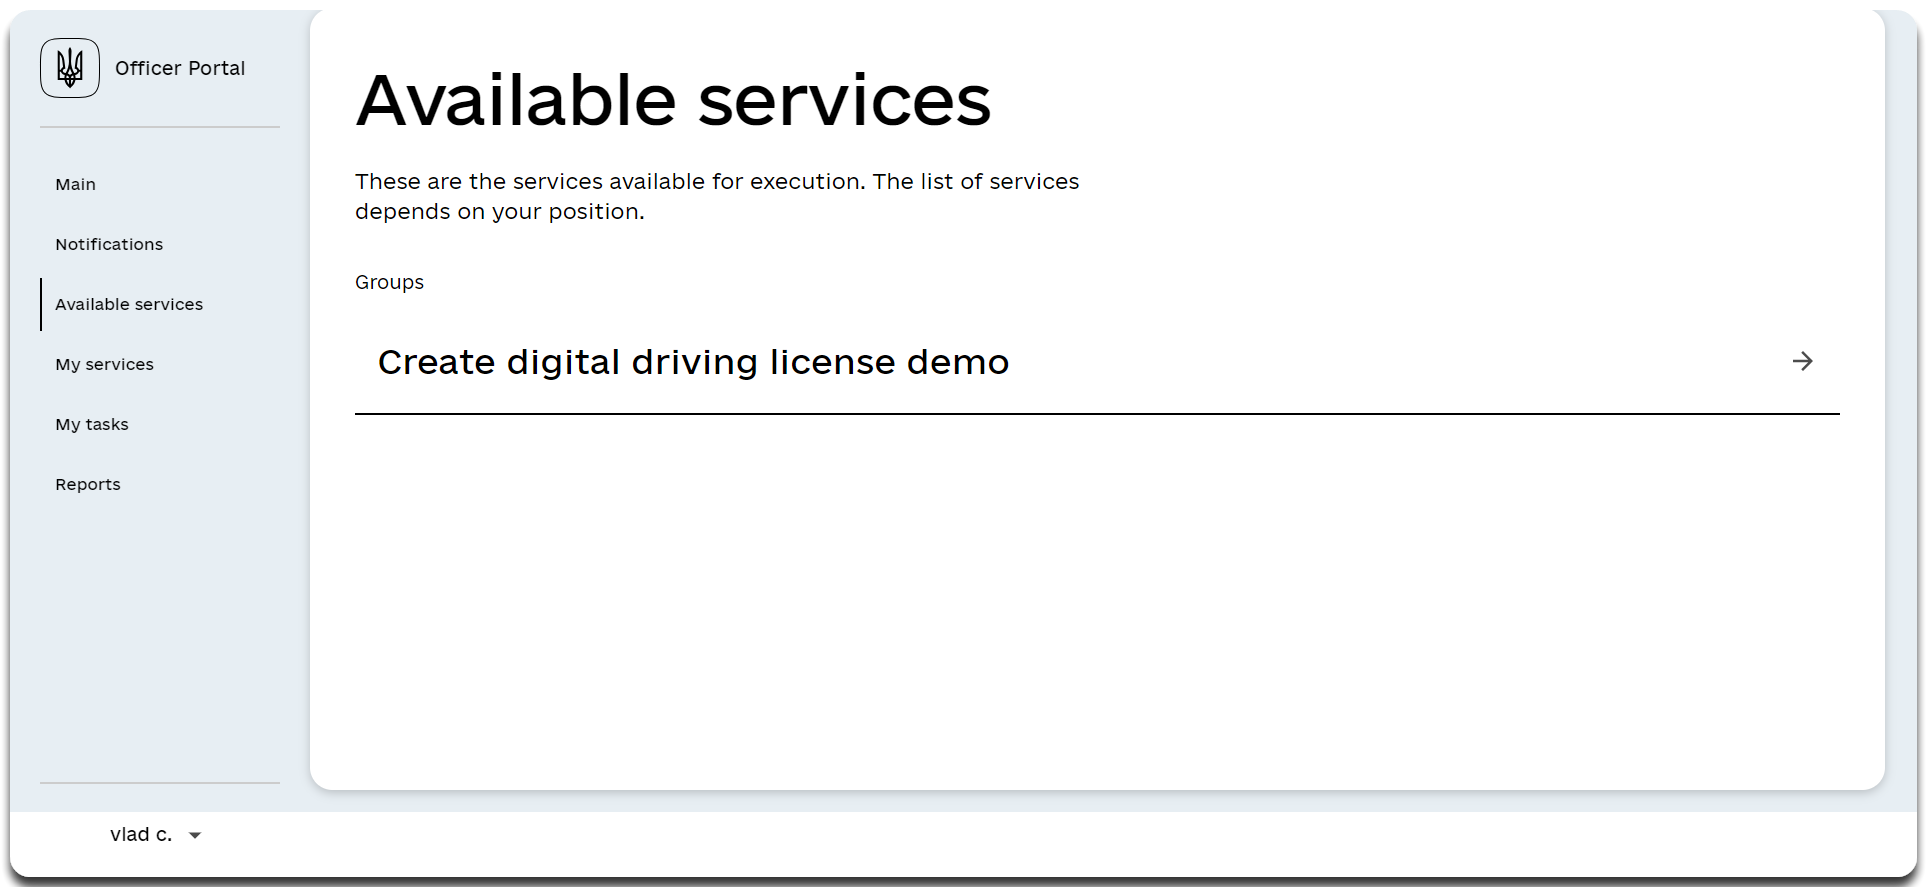 Officer Portal
Main
Notifications
Available services
My services
My tasks
Reports
vlad c.
Available services
These are the services available for execution. The list of services
depends on your position.
Groups
Create digital driving license demo